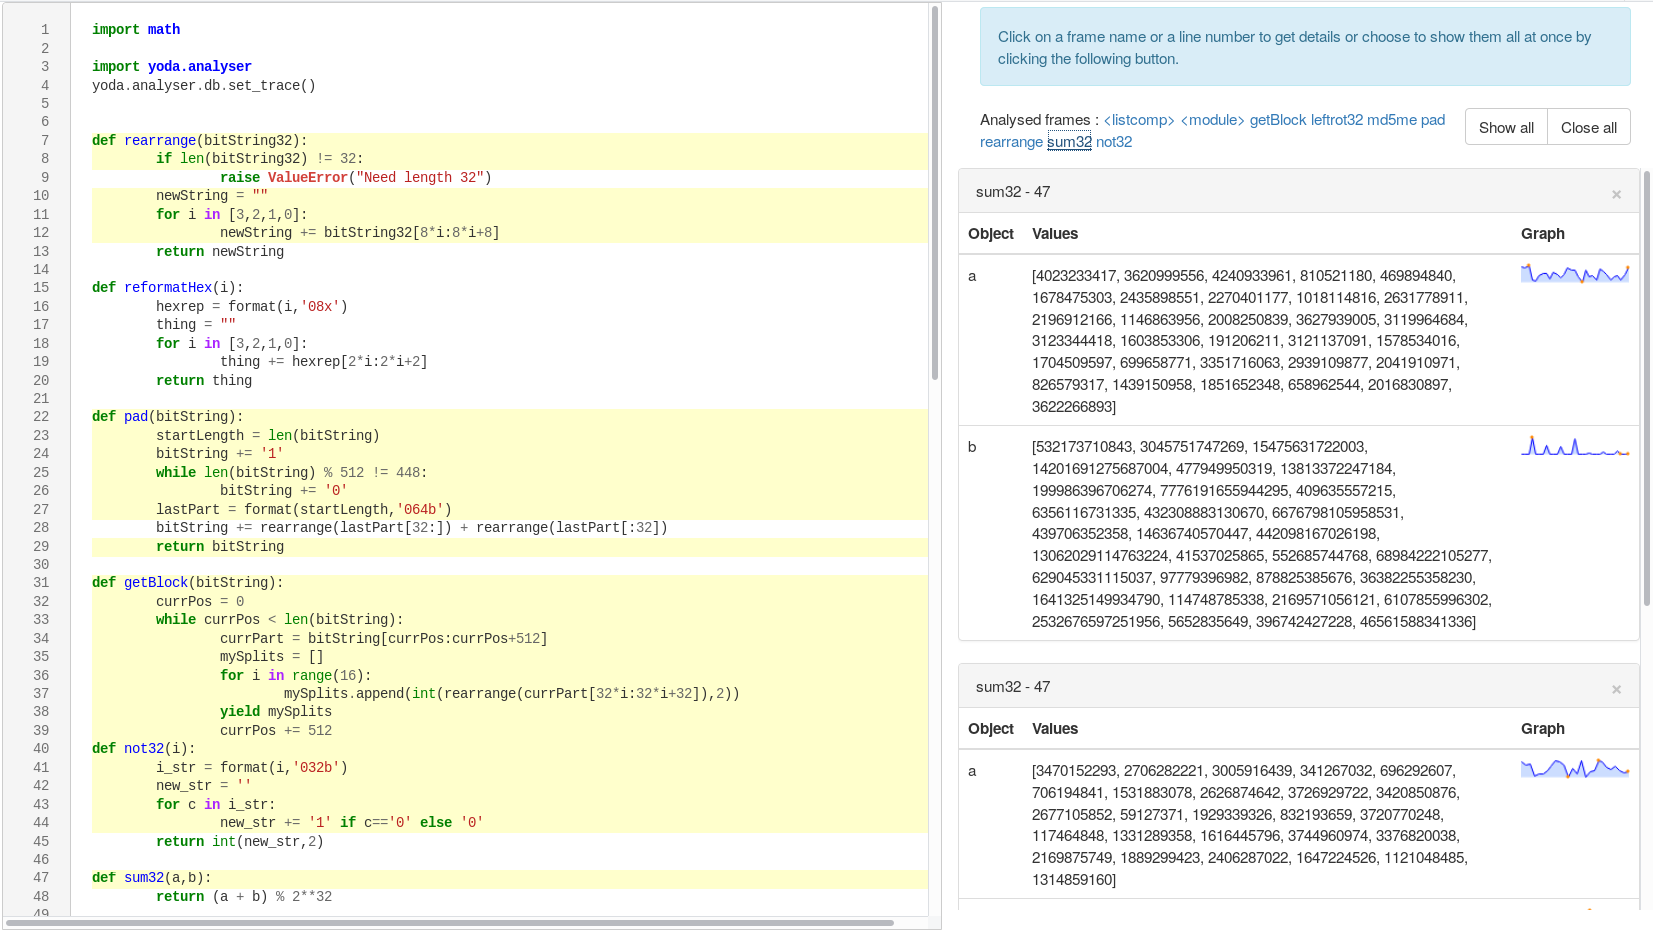 1 import math
2
3 import yoda.analyser
4 yoda.analyser.db.set_trace()
5
6
7 def rearrange(bitString32):
8 if len(bitString32) != 32:
9 raise ValueError("Need length 32")
10 newString = ""
11 for i in [3,2,1,0]:
12 newString += bitString32[8*i:8*i+8]
13 return newString
14
15 def reformatHex(i):
16 hexrep = format(i,'08x')
17 thing = ""
18 for i in [3,2,1,0]:
19 thing += hexrep[2*i:2*i+2]
20 return thing
21
22 def pad(bitString):
23 startLength = len(bitString)
24 bitString += '1'
25 while len(bitString) % 512 != 448:
26 bitString += '0'
27 lastPart = format(startLength,'064b')
28 bitString += rearrange(lastPart[32:]) + rearrange(lastPart[:32])
29 return bitString
30
31 def getBlock(bitString):
32 currPos = 0
33 while currPos < len(bitString):
34 currPart = bitString[currPos:currPos+512]
35 mySplits = []
36 for i in range(16):
37 mySplits.append(int(rearrange(currPart[32*i:32*i+32]),2))
38 yield mySplits
39 currPos += 512
40 def not32(i):
41 i_str = format(i,'032b')
42 new_str = ''
43 for c in i_str:
44 new_str += '1' if c=='0' else '0'
45 return int(new_str,2)
46
47 def sum32(a,b):
48 return (a + b) % 2**32
49
Click on a frame name or a line number to get details or choose to show them all at once by
clicking the following button.
Analysed frames : <listcomp> <module> getBlock leftrot32 md5me pad
rearrange sum32 not32
Show all Close all
sum32 - 47 ×
Object Values Graph
a [4023233417, 3620999556, 4240933961, 810521180, 469894840,
1678475303, 2435898551, 2270401177, 1018114816, 2631778911,
2196912166, 1146863956, 2008250839, 3627939005, 3119964684,
3123344418, 1603853306, 191206211, 3121137091, 1578534016,
1704509597, 699658771, 3351716063, 2939109877, 2041910971,
826579317, 1439150958, 1851652348, 658962544, 2016830897,
3622266893]
b [532173710843, 3045751747269, 15475631722003,
14201691275687004, 477949950319, 13813372247184,
199986396706274, 7776191655944295, 409635557215,
6356116731335, 432308883130670, 6676798105958531,
439706352358, 14636740570447, 442098167026198,
13062029114763224, 41537025865, 552685744768, 68984222105277,
629045331115037, 97779396982, 878825385676, 36382255358230,
1641325149934790, 114748785338, 2169571056121, 6107855996302,
2532676597251956, 5652835649, 396742427228, 46561588341336]
sum32 - 47 ×
Object Values Graph
a [3470152293, 2706282221, 3005916439, 341267032, 696292607,
706194841, 1531883078, 2626874642, 3726929722, 3420850876,
2677105852, 59127371, 1929339326, 832193659, 3720770248,
117464848, 1331289358, 1616445796, 3744960974, 3376820038,
2169875749, 1889299423, 2406287022, 1647224526, 1121048485,
1314859160]